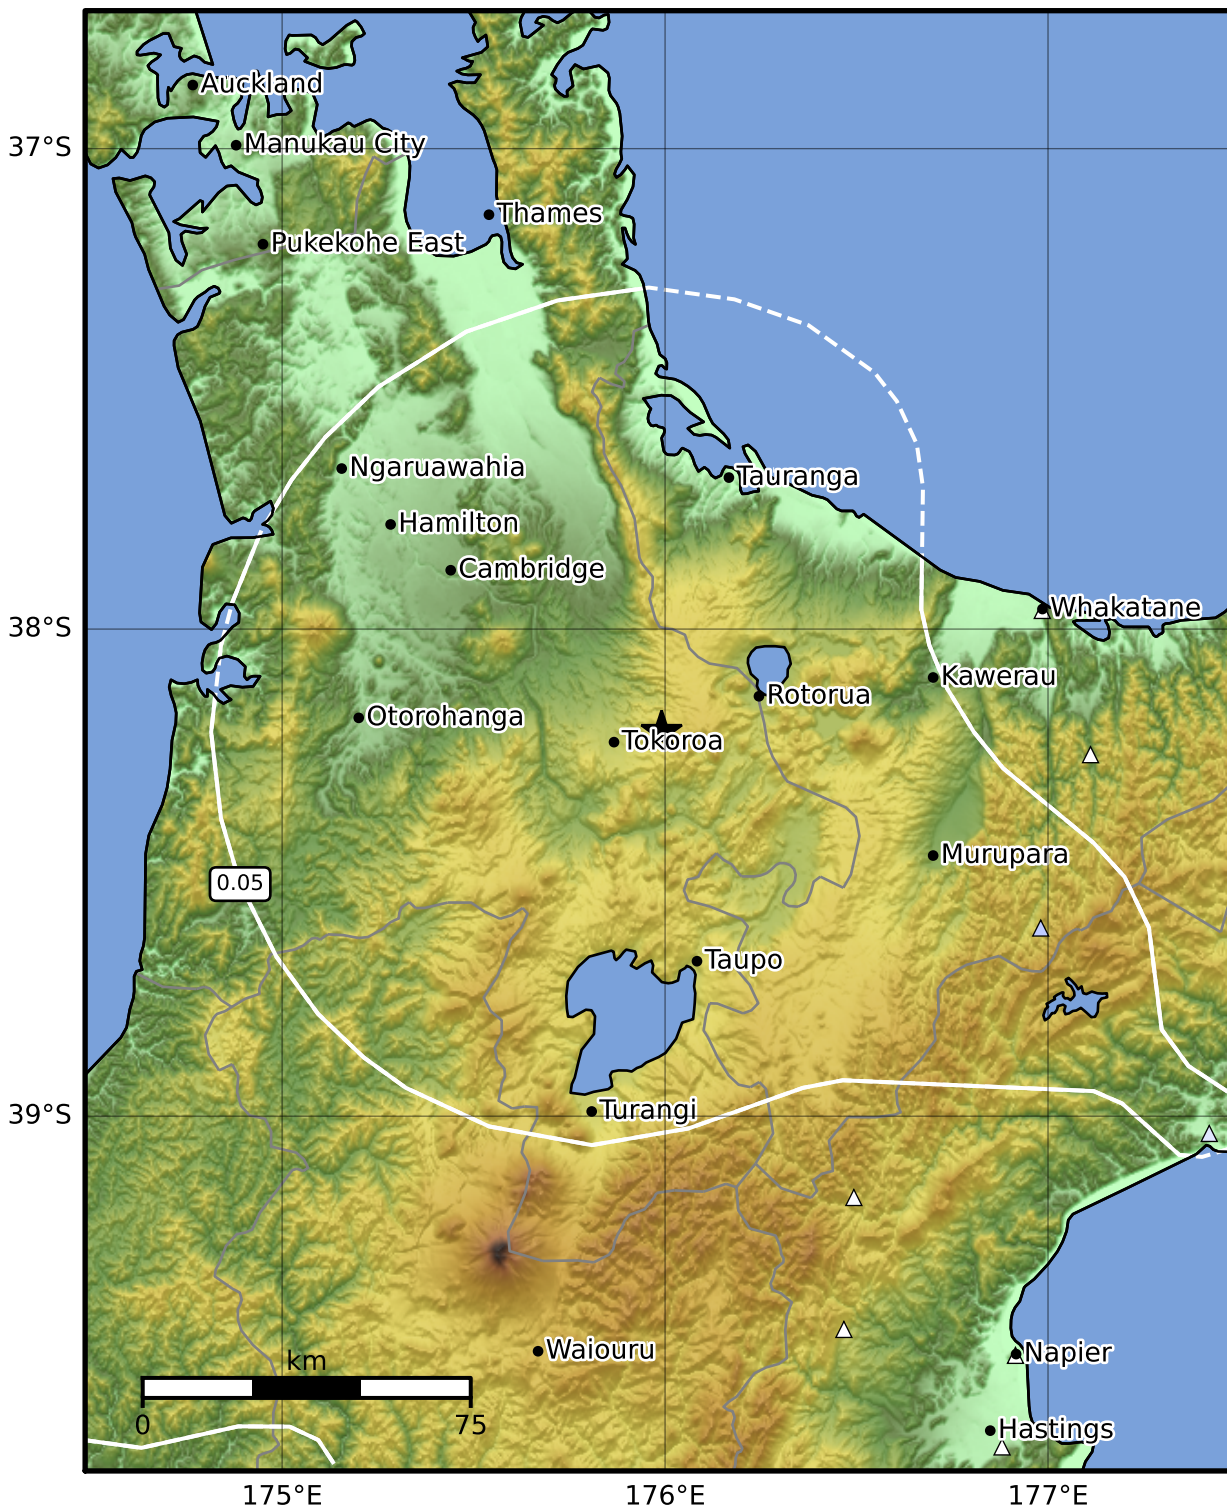 Auckland
Manukau City
37°S
Thames
Pukekohe East
Ngaruawahia
Tauranga
Hamilton
Cambridge
Whakatane
38°S
Kawerau
Rotorua
Otorohanga
Tokoroa
Murupara
0.05
Taupo
Turangi
39°S
Waiouru
Napier
km
0
75
Hastings
175°E
176°E
177°E